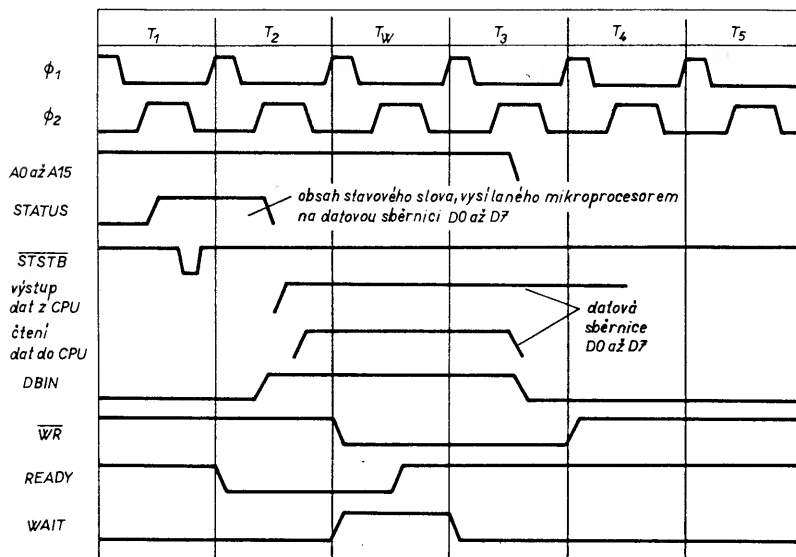 T1 T2 TW T3 T4 T5
ϕ1
ϕ2
A0 až A15
STATUS
obsah stavového slova, vysílaného mikroprocesorem
na datovou sběrnici D0 až D7
STSTB
výstup
dat z CPU
datová
sběrnice
D0 až D7
čtení
dat do CPU
DBIN
WR
READY
WAIT